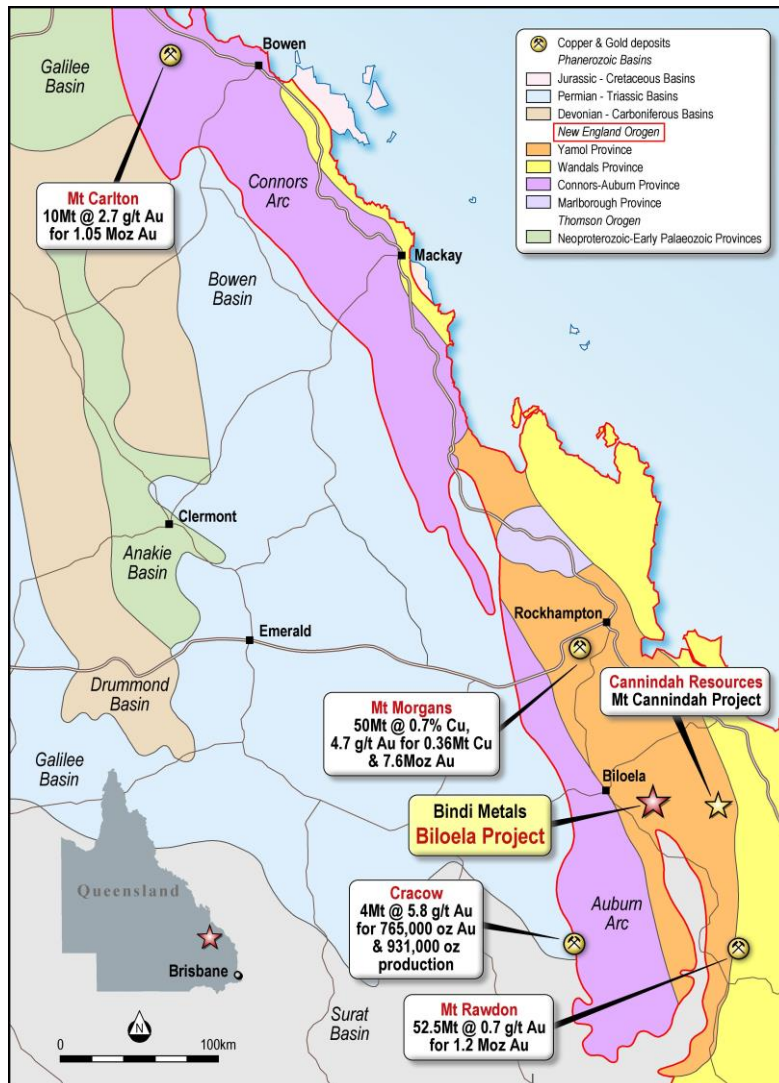 Galilee
Basin
Bowen
Copper & Gold deposits
Phanerozoic Basins
Jurassic - Cretaceous Basins
Permian - Triassic Basins
Devonian - Carboniferous Basins
New England Orogen
Yamol Province
Wandals Province
Connors-Auburn Province
Marlborough Province
Thomson Orogen
Neoproterozoic-Early Palaeozoic Provinces
Mt Carlton
10Mt @ 2.7 g/t Au
for 1.05 Moz Au
Connors
Arc
Mackay
Bowen
Basin
Clermont
Anakie
Basin
Emerald
Rockhampton
Drummond
Basin
Mt Morgans
50Mt @ 0.7% Cu,
4.7 g/t Au for 0.36Mt Cu
& 7.6Moz Au
Cannindah Resources
Mt Cannindah Project
Galilee
Basin
Biloela
Bindi Metals
Biloela Project
Queensland
Brisbane
Cracow
4Mt @ 5.8 g/t Au
for 765,000 oz Au
& 931,000 oz
production
Auburn
Arc
Surat
Basin
Mt Rawdon
52.5Mt @ 0.7 g/t Au
for 1.2 Moz Au
N
0
100km